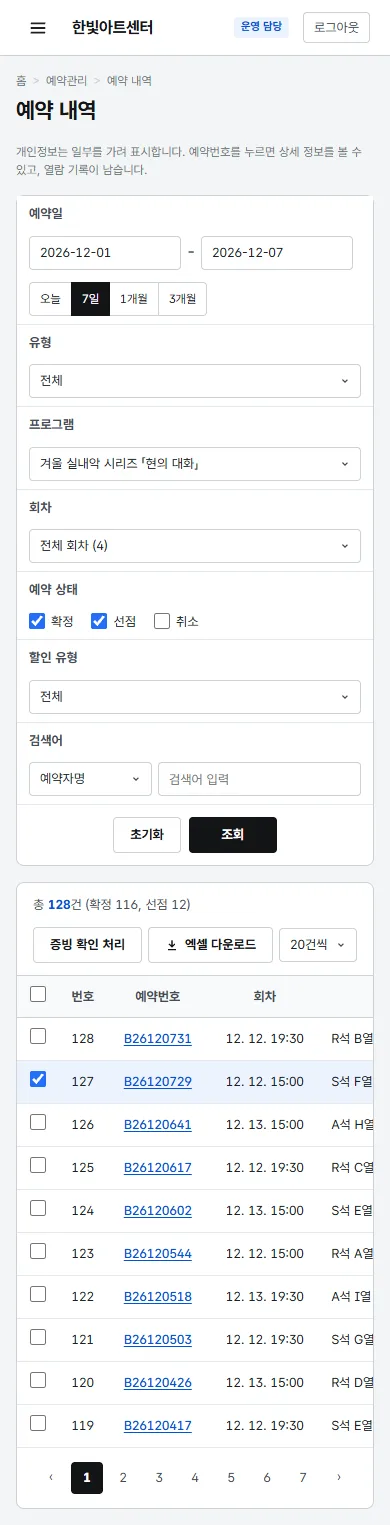 한빛아트센터 운영 담당 로그아웃
홈 > 예약관리 > 예약 내역
예약 내역
개인정보는 일부를 가려 표시합니다. 예약번호를 누르면 상세 정보를 볼 수
있고, 열람 기록이 남습니다.
예약일
2026-12-01 - 2026-12-07
오늘 7일 1개월 3개월
유형
전체
프로그램
겨울 실내악 시리즈 「현의 대화」
회차
전체 회차 (4)
예약 상태
확정 선점 취소
할인 유형
전체
검색어
예약자명 검색어 입력
초기화 조회
총 128건 (확정 116, 선점 12)
증빙 확인 처리 엑셀 다운로드 20건씩
번호 예약번호 회차
128 B26120731 12. 12. 19:30 R석 B열
127 B26120729 12. 12. 15:00 S석 F열
126 B26120641 12. 13. 15:00 A석 H열
125 B26120617 12. 12. 19:30 R석 C열
124 B26120602 12. 13. 15:00 S석 E열
123 B26120544 12. 12. 15:00 R석 A열
122 B26120518 12. 13. 19:30 A석 I열
121 B26120503 12. 12. 19:30 S석 G열
120 B26120426 12. 13. 15:00 R석 D열
119 B26120417 12. 12. 19:30 S석 E열
‹ 1 2 3 4 5 6 7 ›